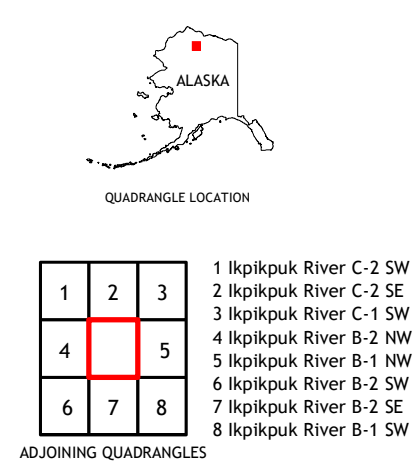 ALASKA
QUADRANGLE LOCATION
1 2 3
4 5
6 7 8
ADJOINING QUADRANGLES
1 Ikpikpuk River C-2 SW
2 Ikpikpuk River C-2 SE
3 Ikpikpuk River C-1 SW
4 Ikpikpuk River B-2 NW
5 Ikpikpuk River B-1 NW
6 Ikpikpuk River B-2 SW
7 Ikpikpuk River B-2 SE
8 Ikpikpuk River B-1 SW